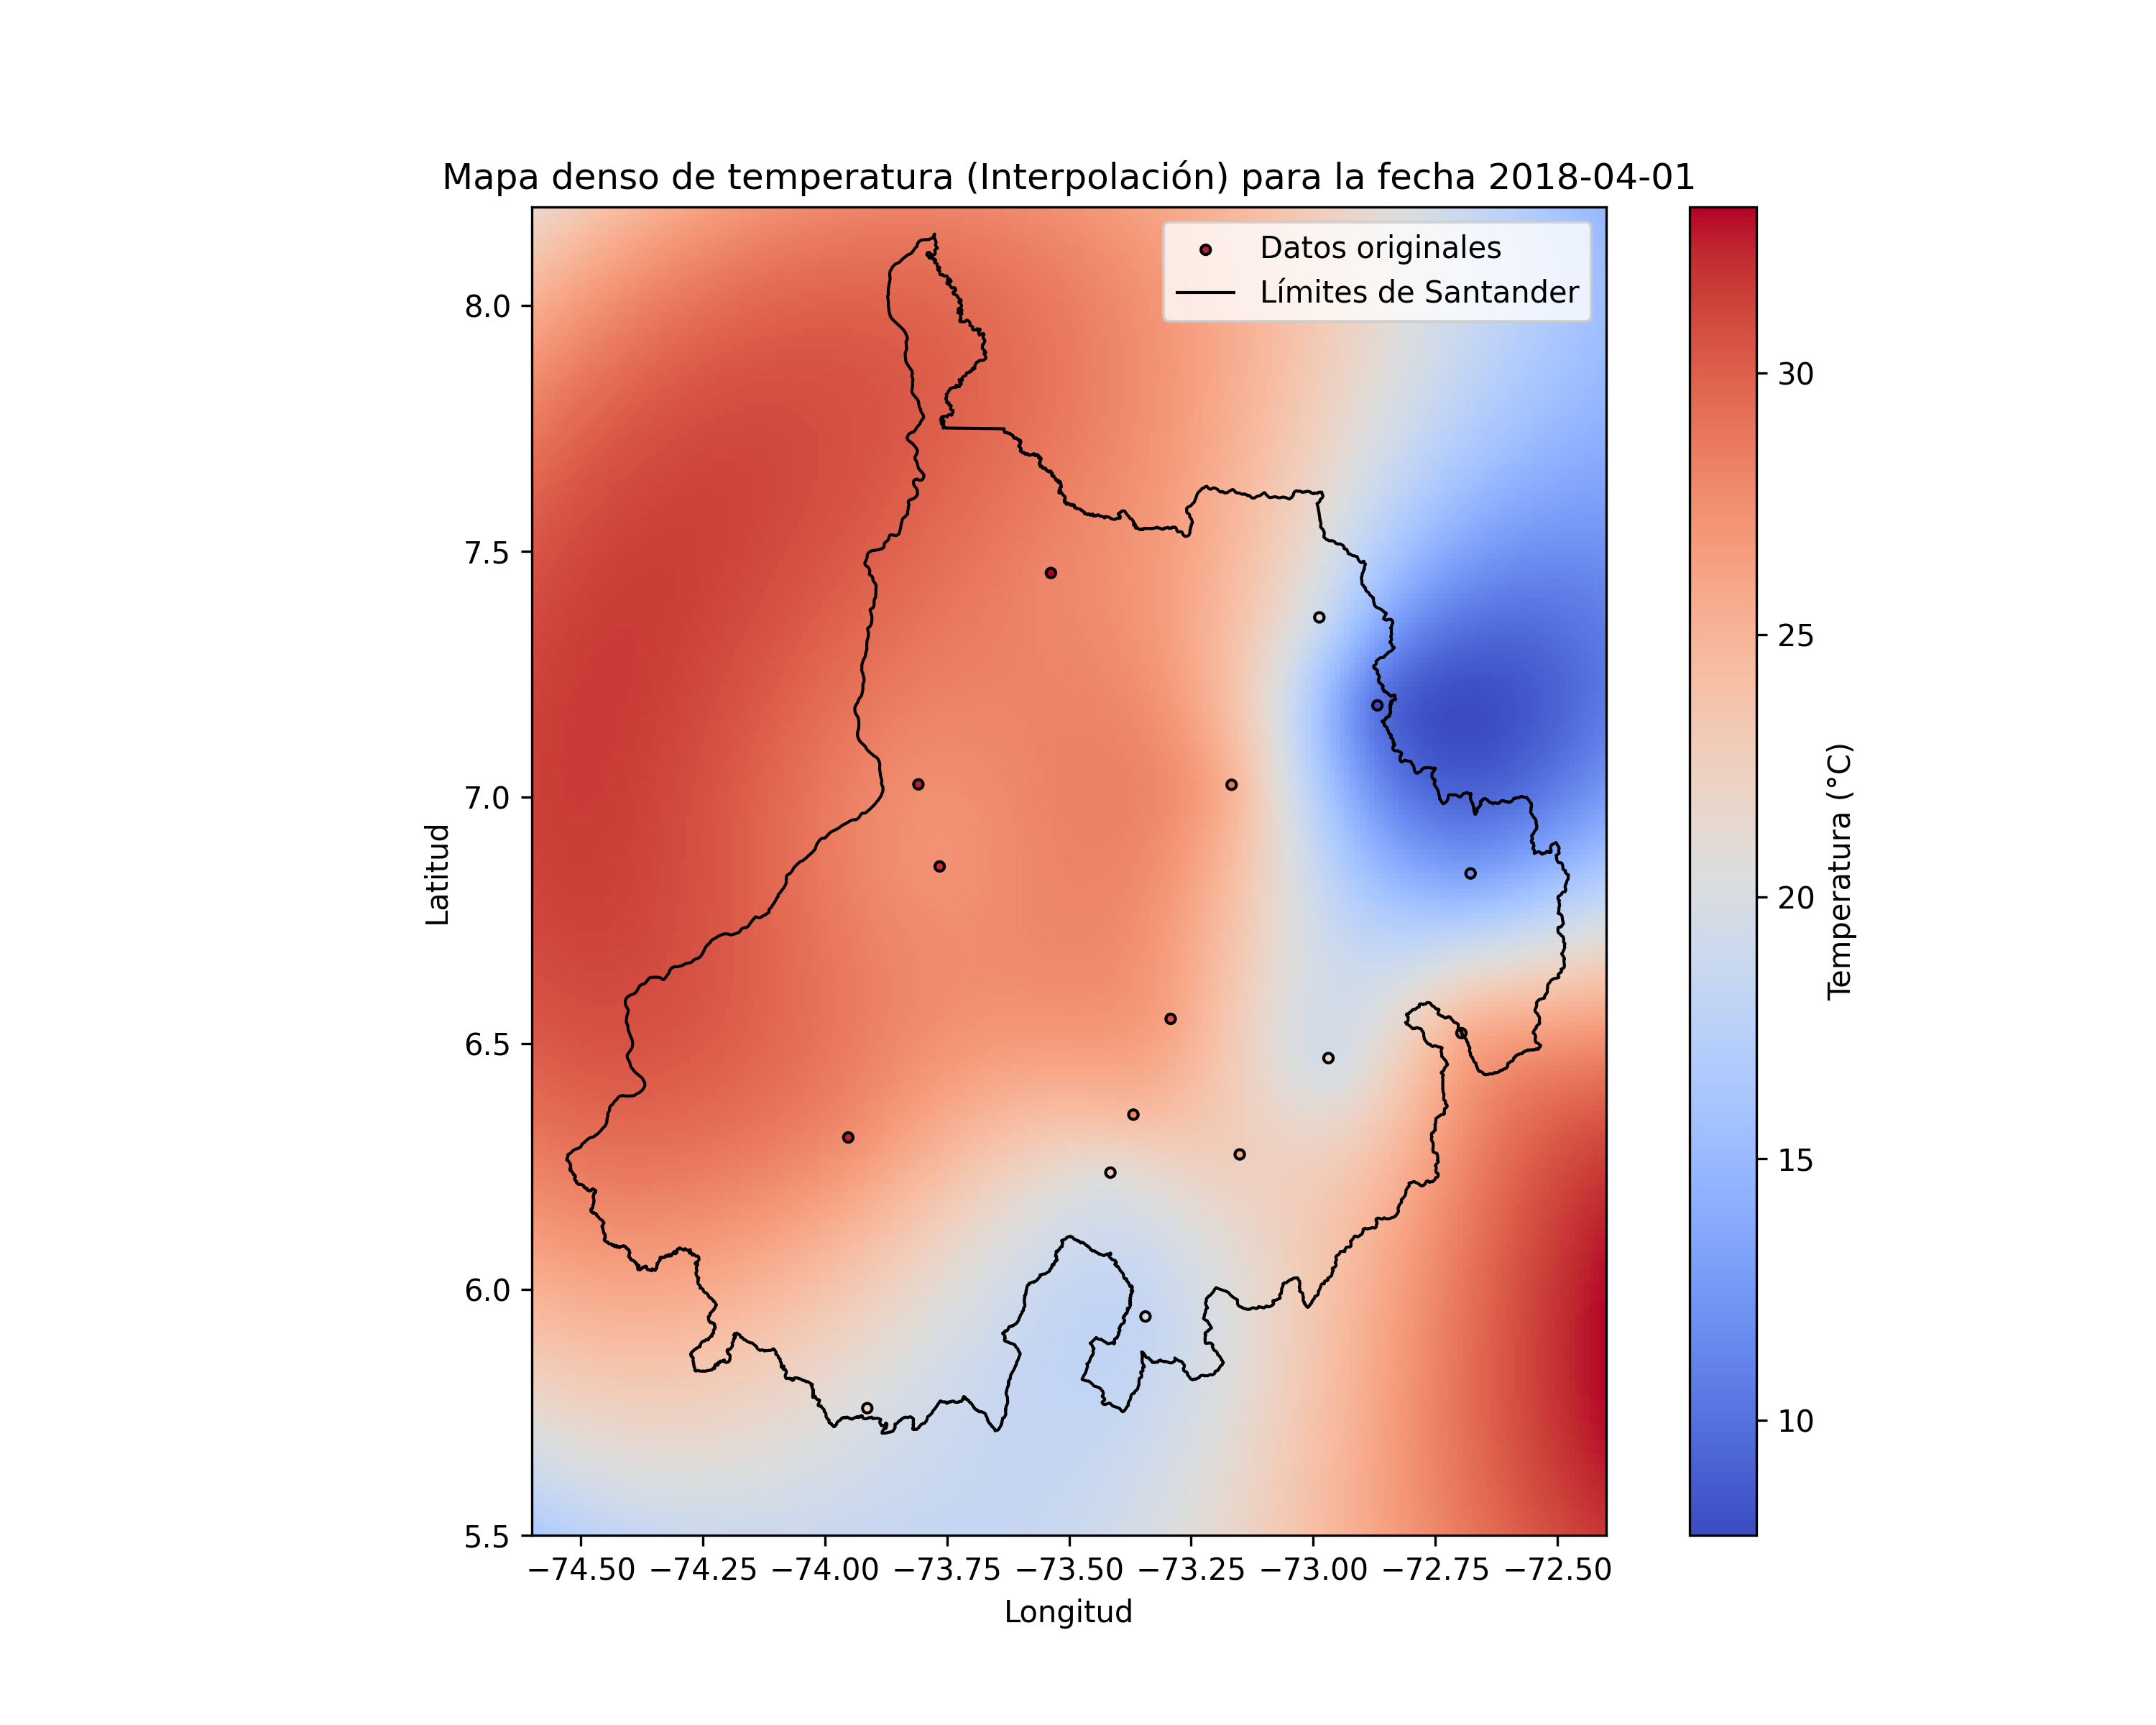 Mapa denso de temperatura (Interpolación) para la fecha 2018-04-01
Datos originales
Límites de Santander
8.0
7.5
7.0
6.5
6.0
5.5
Latitud
−74.50 −74.25 −74.00 −73.75 −73.50 −73.25 −73.00 −72.75 −72.50
Longitud
30
25
20
15
10
Temperatura (°C)